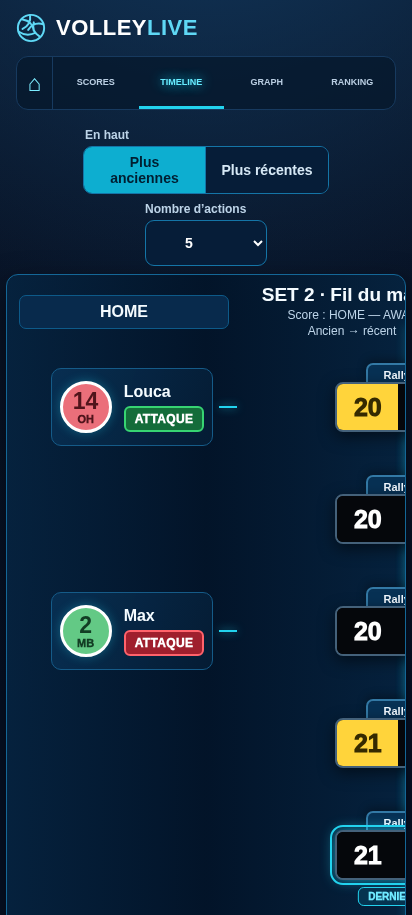 VOLLEYLIVE
SCORES TIMELINE GRAPH RANKING
En haut
Plus
anciennes
Plus récentes
Nombre d'actions
5
HOME
SET 2 · Fil du ma
Score : HOME — AWA
Ancien → récent
Rally
14
OH
Louca
ATTAQUE
20
Rally
20
Rally
2
MB
Max
ATTAQUE
20
Rally
21
Rally
21
DERNIE